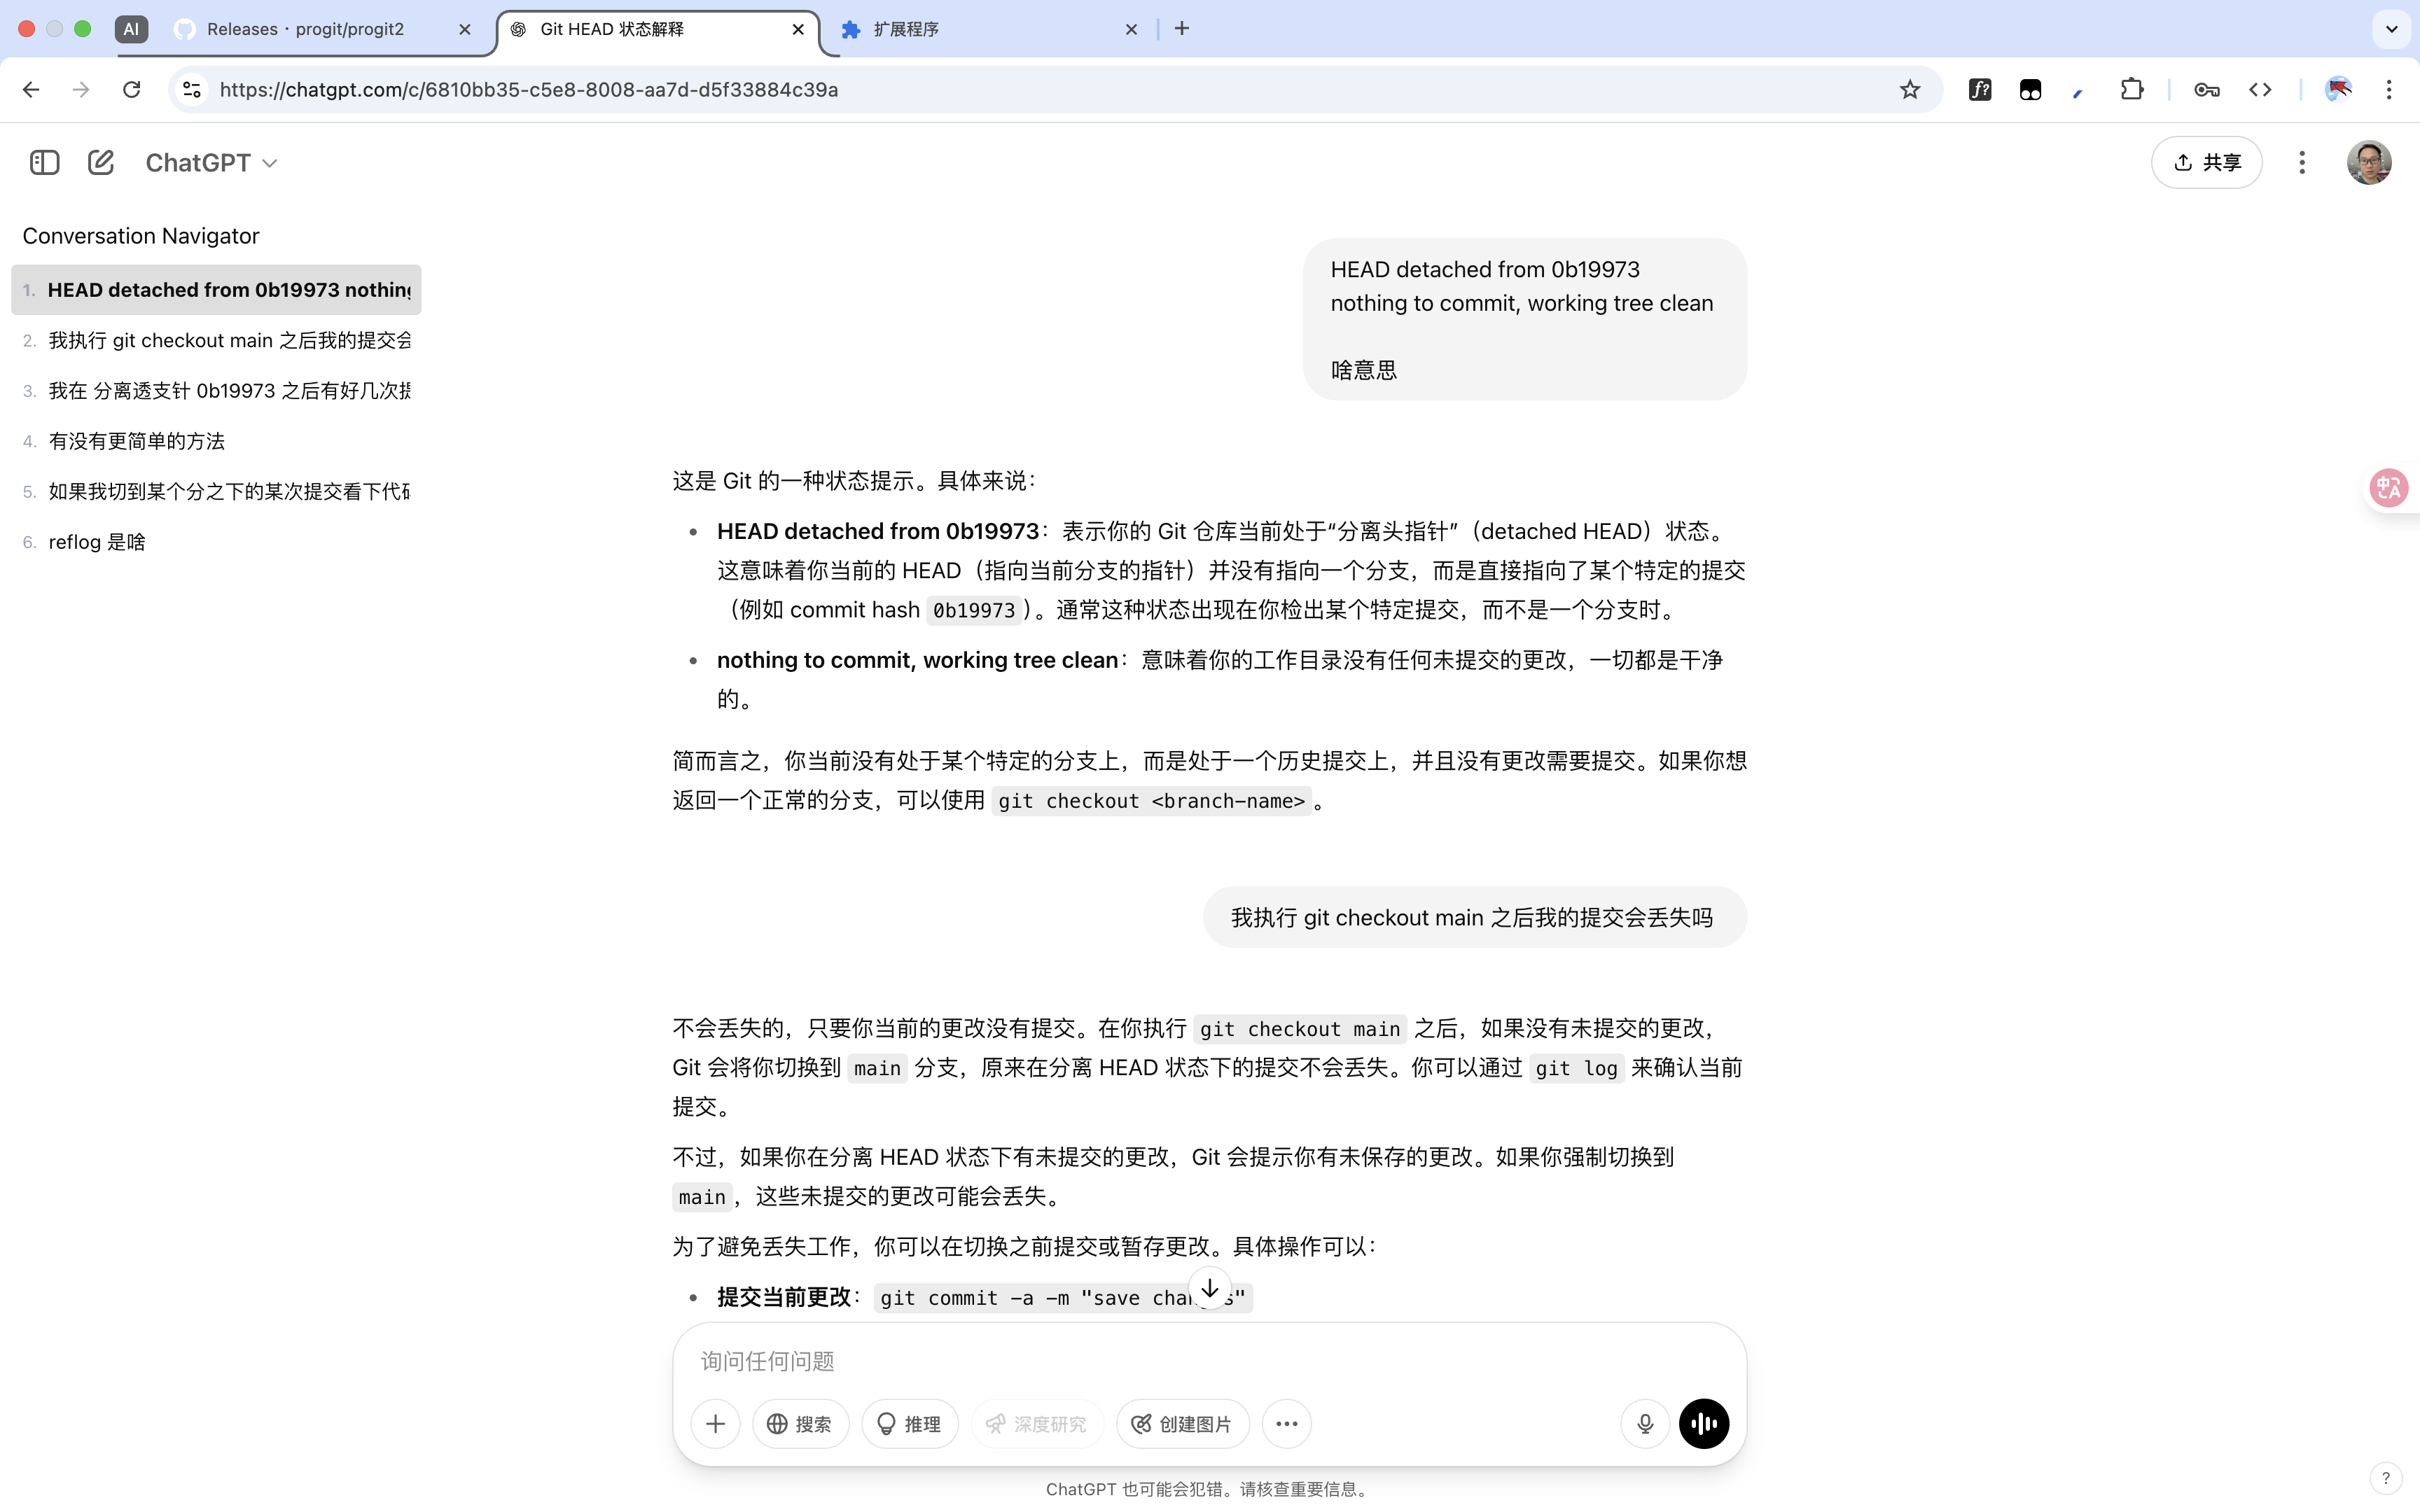 AI
Releases · progit/progit2
Git HEAD 状态解释
扩展程序
https://chatgpt.com/c/6810bb35-c5e8-8008-aa7d-d5f33884c39a
ChatGPT
共享
Conversation Navigator
1. HEAD detached from 0b19973 nothing
2. 我执行 git checkout main 之后我的提交会
3. 我在 分离透支针 0b19973 之后有好几次提
4. 有没有更简单的方法
5. 如果我切到某个分之下的某次提交看下代码
6. reflog 是啥
HEAD detached from 0b19973
nothing to commit, working tree clean
啥意思
这是 Git 的一种状态提示。具体来说：
• HEAD detached from 0b19973：表示你的 Git 仓库当前处于“分离头指针”（detached HEAD）状态。
这意味着你当前的 HEAD（指向当前分支的指针）并没有指向一个分支，而是直接指向了某个特定的提交
（例如 commit hash 0b19973）。通常这种状态出现在你检出某个特定提交，而不是一个分支时。
• nothing to commit, working tree clean：意味着你的工作目录没有任何未提交的更改，一切都是干净
的。
简而言之，你当前没有处于某个特定的分支上，而是处于一个历史提交上，并且没有更改需要提交。如果你想
返回一个正常的分支，可以使用 git checkout <branch-name>。
我执行 git checkout main 之后我的提交会丢失吗
不会丢失的，只要你当前的更改没有提交。在你执行 git checkout main 之后，如果没有未提交的更改，
Git 会将你切换到 main 分支，原来在分离 HEAD 状态下的提交不会丢失。你可以通过 git log 来确认当前
提交。
不过，如果你在分离 HEAD 状态下有未提交的更改，Git 会提示你有未保存的更改。如果你强制切换到
main，这些未提交的更改可能会丢失。
为了避免丢失工作，你可以在切换之前提交或暂存更改。具体操作可以：
• 提交当前更改：git commit -a -m "save changes"
询问任何问题
搜索
推理
深度研究
创建图片
ChatGPT 也可能会犯错。请核查重要信息。
?